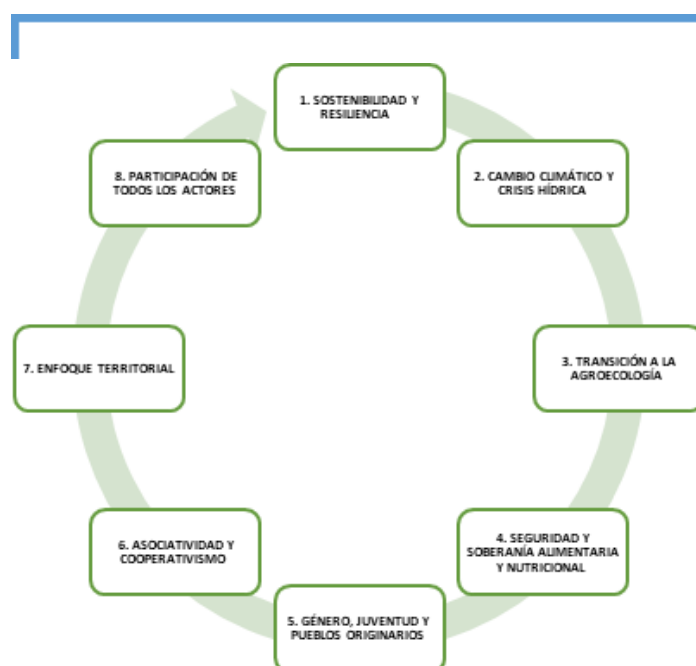 1. SOSTENIBILIDAD Y
RESILIENCIA
2. CAMBIO CLIMÁTICO Y
CRISIS HÍDRICA
3. TRANSICIÓN A LA
AGROECOLOGÍA
4. SEGURIDAD Y
SOBERANÍA ALIMENTARIA
Y NUTRICIONAL
5. GÉNERO, JUVENTUD Y
PUEBLOS ORIGINARIOS
6. ASOCIATIVIDAD Y
COOPERATIVISMO
7. ENFOQUE TERRITORIAL
8. PARTICIPACIÓN DE
TODOS LOS ACTORES